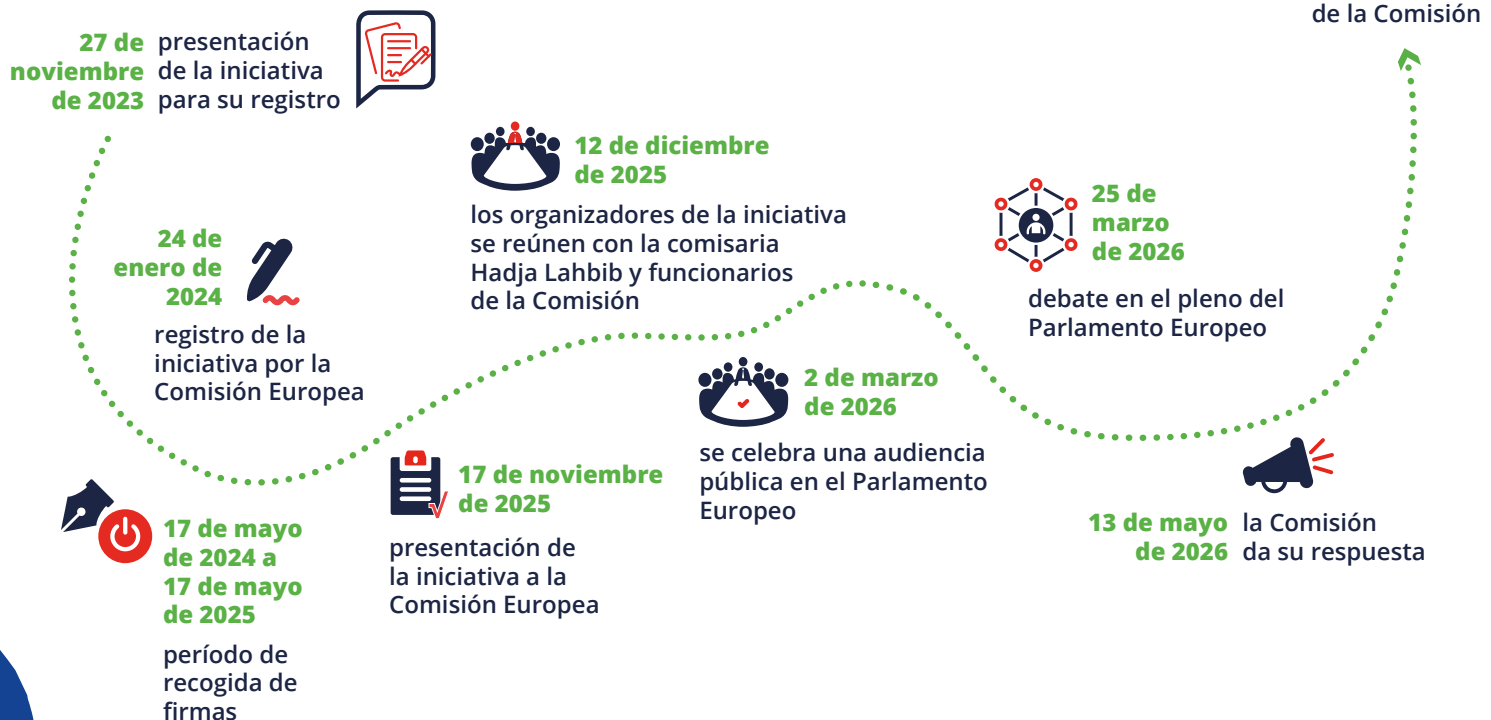 27 de noviembre de 2023
presentación
de la iniciativa
para su registro
24 de
enero de
2024
registro de la
iniciativa por la
Comisión Europea
17 de mayo
de 2024 a
17 de mayo
de 2025
período de
recogida de
firmas
17 de noviembre
de 2025
presentación de
la iniciativa a la
Comisión Europea
12 de diciembre
de 2025
los organizadores de la iniciativa
se reúnen con la comisaria
Hadja Lahbib y funcionarios
de la Comisión
2 de marzo
de 2026
se celebra una audiencia
pública en el Parlamento
Europeo
25 de
marzo
de 2026
debate en el pleno del
Parlamento Europeo
13 de mayo
de 2026
la Comisión
da su respuesta
de la Comisión